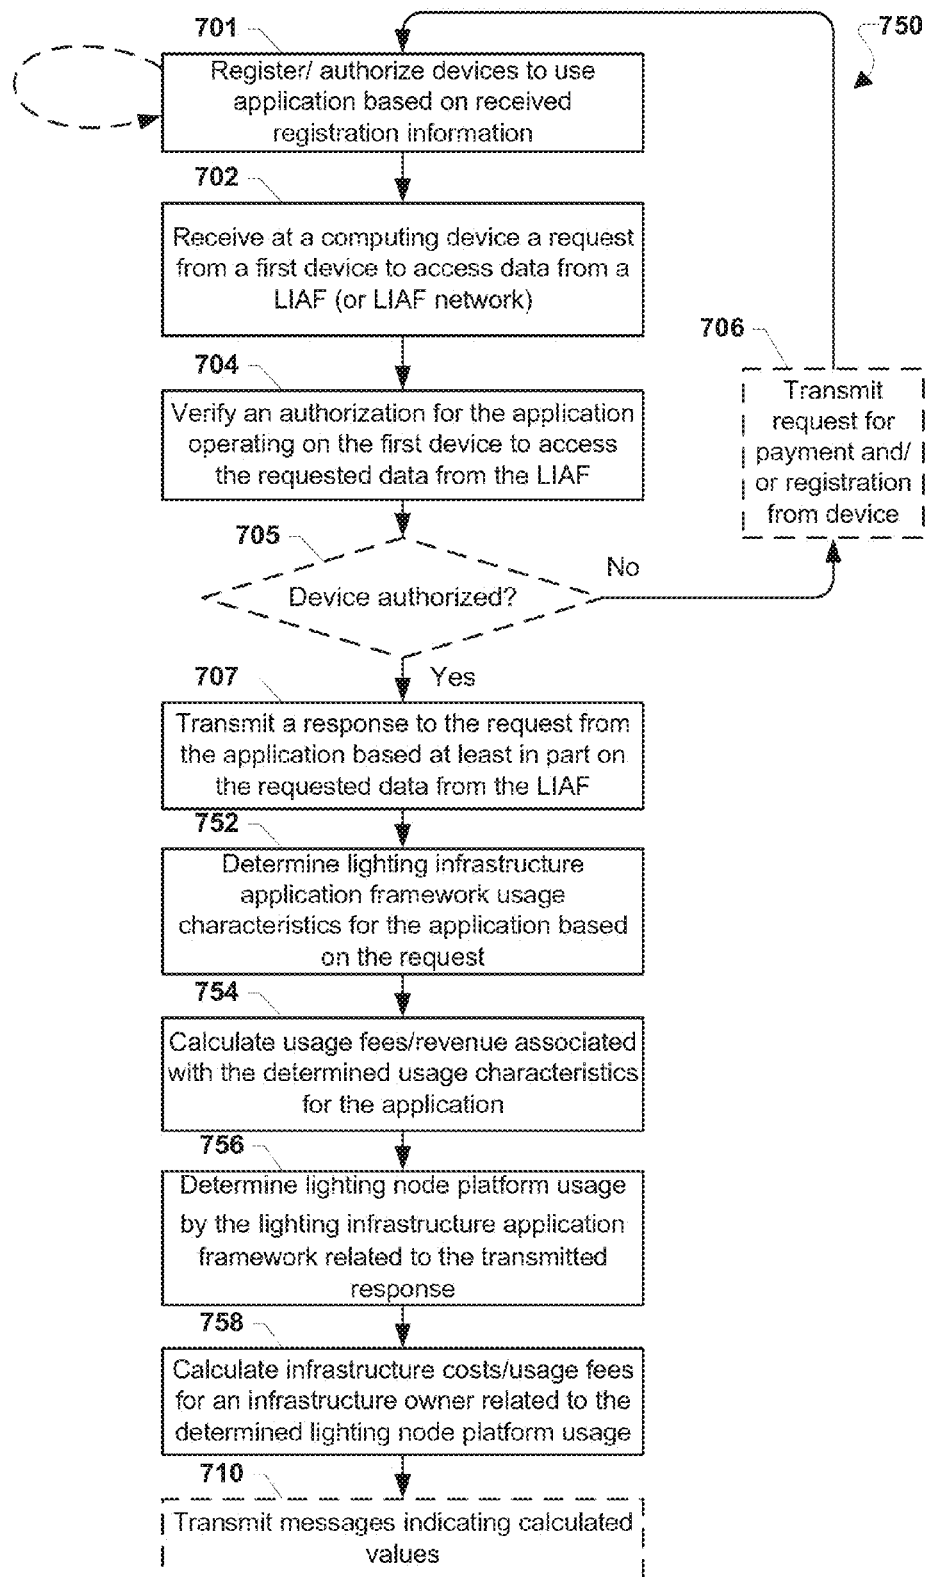 701
750
Register/ authorize devices to use
application based on received
registration information
702
Receive at a computing device a request
from a first device to access data from a
LIAF (or LIAF network)
706
Transmit
request for
payment and/
or registration
from device
704
Verify an authorization for the application
operating on the first device to access
the requested data from the LIAF
705
Device authorized?
No
Yes
707
Transmit a response to the request from
the application based at least in part on
the requested data from the LIAF
752
Determine lighting infrastructure
application framework usage
characteristics for the application based
on the request
754
Calculate usage fees/revenue associated
with the determined usage characteristics
for the application
756
Determine lighting node platform usage
by the lighting infrastructure application
framework related to the transmitted
response
758
Calculate infrastructure costs/usage fees
for an infrastructure owner related to the
determined lighting node platform usage
710
Transmit messages indicating calculated
values